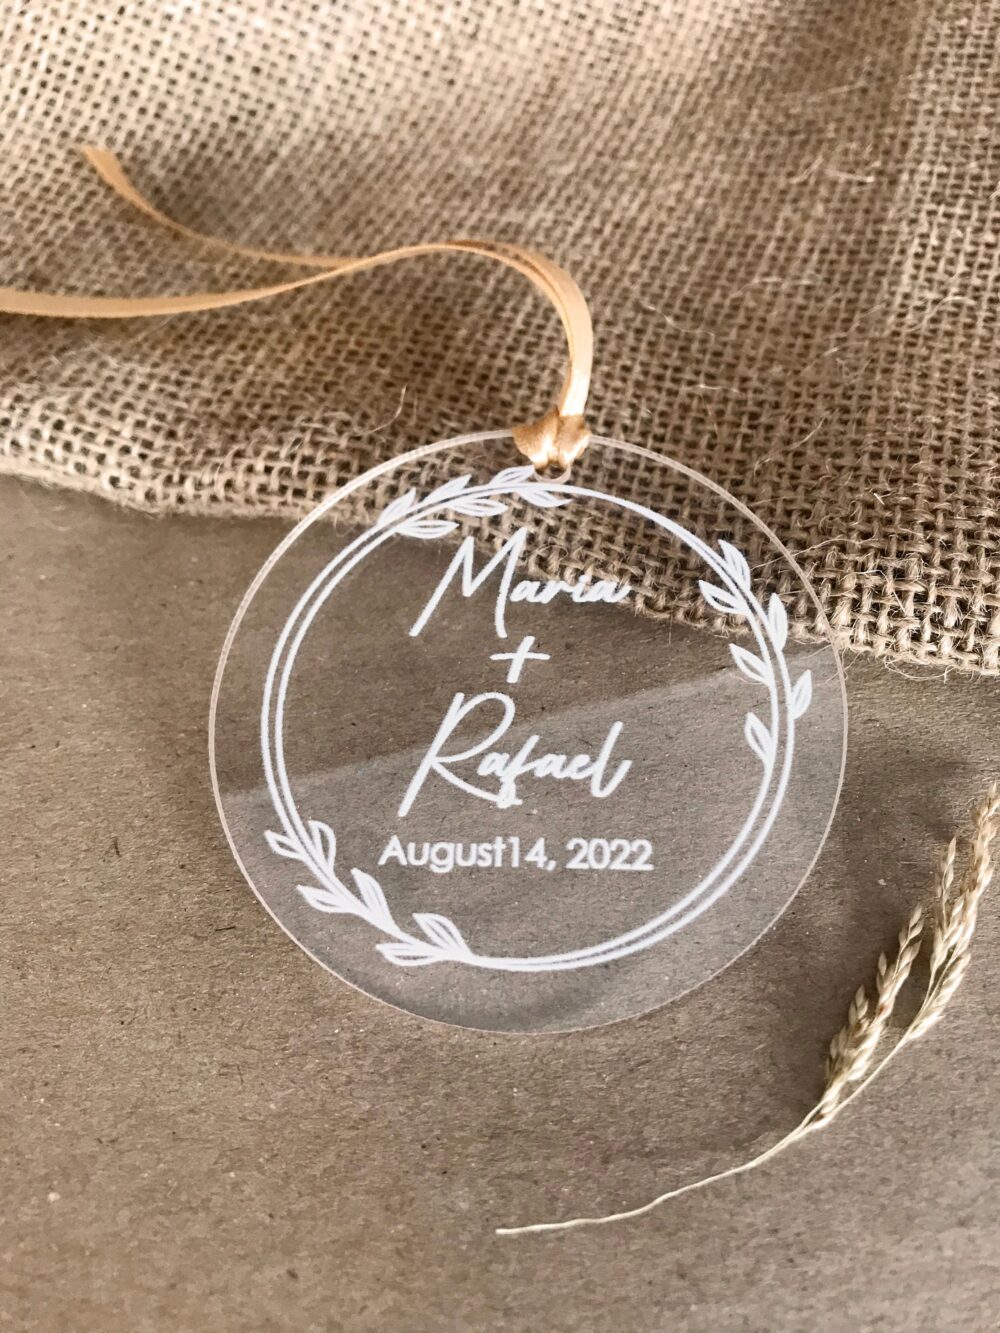 Maria
+
Rafael
August14, 2022